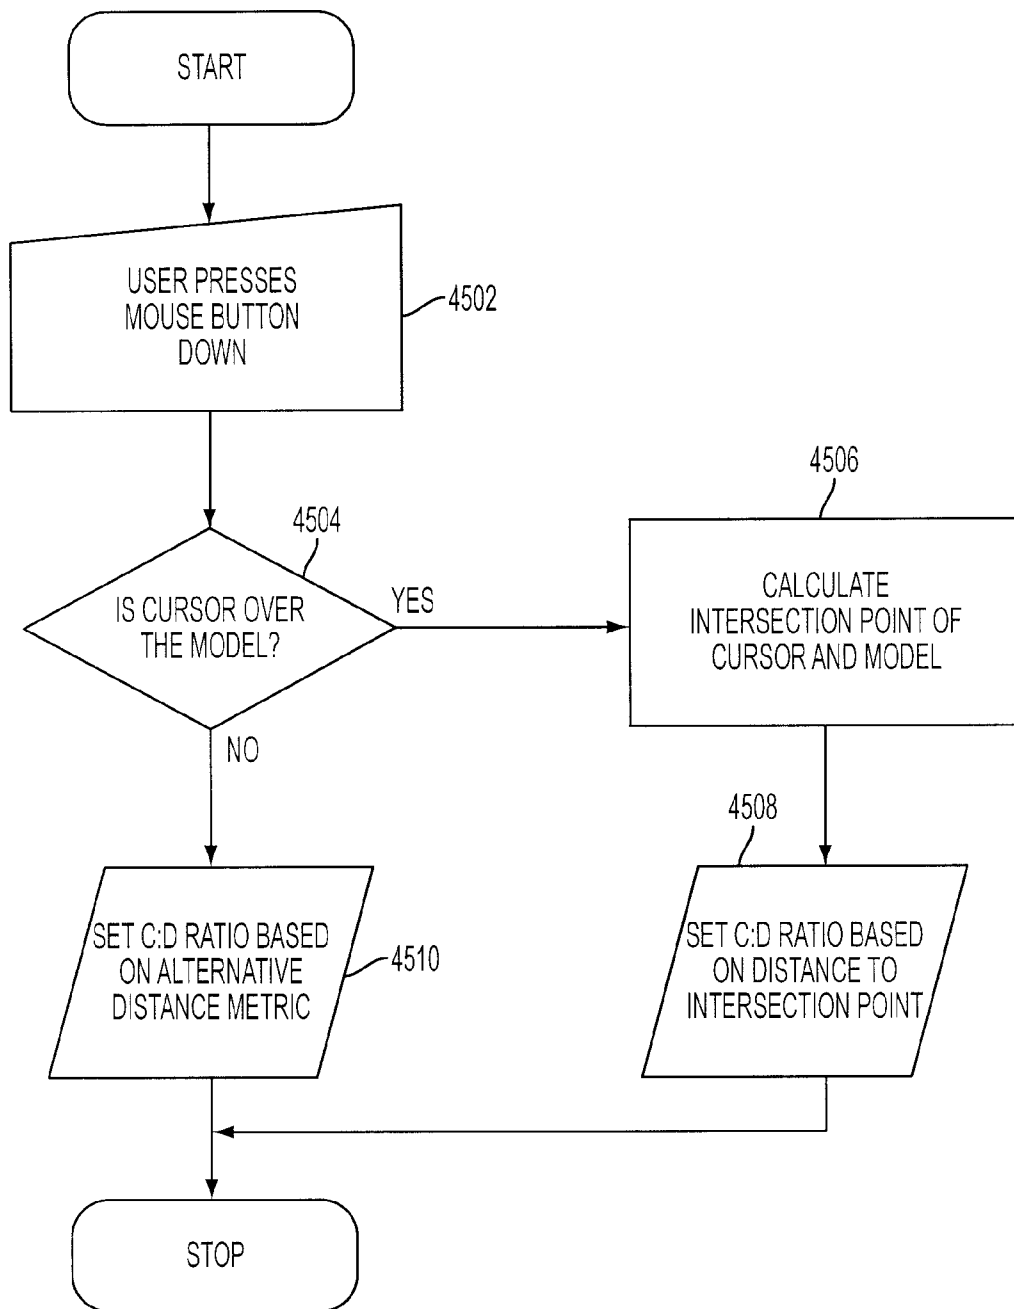 START
USER PRESSES
MOUSE BUTTON
DOWN
4502
4504
IS CURSOR OVER
THE MODEL?
YES
NO
4506
CALCULATE
INTERSECTION POINT OF
CURSOR AND MODEL
4508
SET C:D RATIO BASED
ON DISTANCE TO
INTERSECTION POINT
SET C:D RATIO BASED
ON ALTERNATIVE
DISTANCE METRIC
4510
STOP